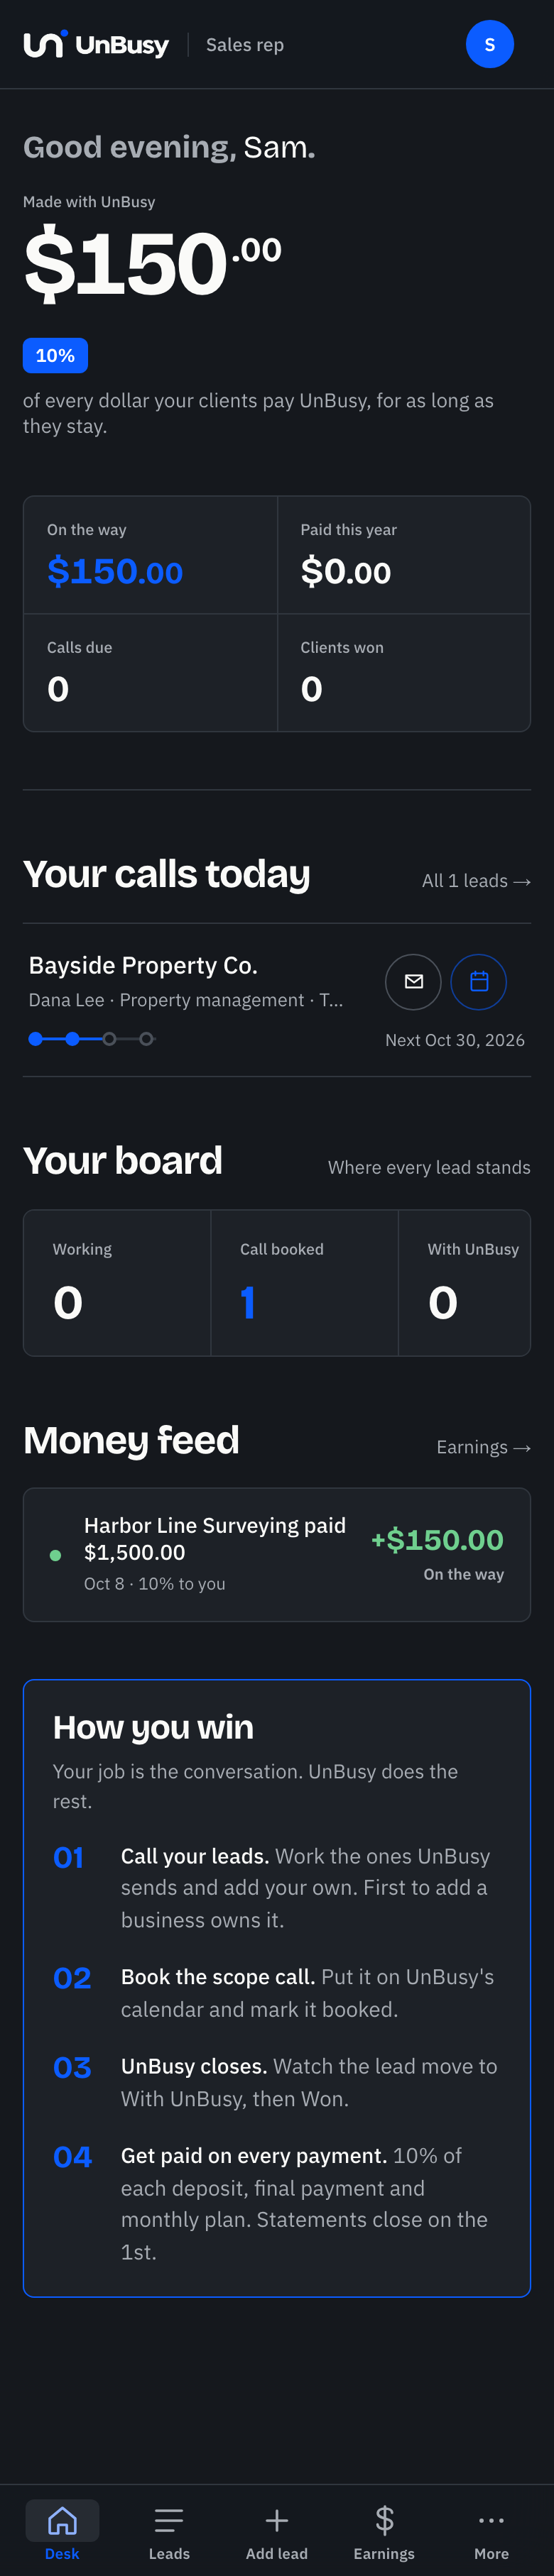 UnBusy
Sales rep
S
Good evening, Sam.
Made with UnBusy
$150.00
10%
of every dollar your clients pay UnBusy, for as long as
they stay.
On the way
$150.00
Paid this year
$0.00
Calls due
0
Clients won
0
Your calls today
All 1 leads →
Bayside Property Co.
Dana Lee · Property management · T...
Next Oct 30, 2026
Your board
Where every lead stands
Working
0
Call booked
1
With UnBusy
0
Money feed
Earnings →
Harbor Line Surveying paid
$1,500.00
Oct 8 · 10% to you
+$150.00
On the way
How you win
Your job is the conversation. UnBusy does the
rest.
01
Call your leads. Work the ones UnBusy
sends and add your own. First to add a
business owns it.
02
Book the scope call. Put it on UnBusy's
calendar and mark it booked.
03
UnBusy closes. Watch the lead move to
With UnBusy, then Won.
04
Get paid on every payment. 10% of
each deposit, final payment and
monthly plan. Statements close on the
1st.
Desk
Leads
Add lead
Earnings
More